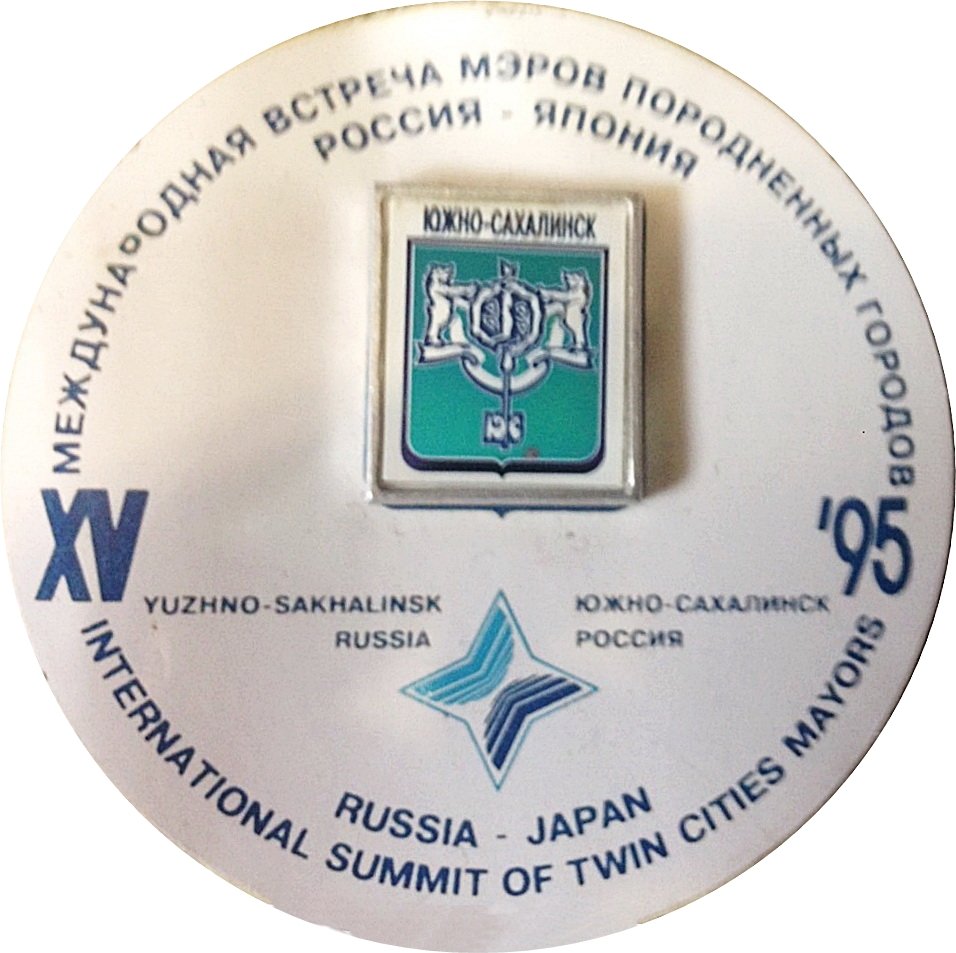 МЕЖДУНАРОДНАЯ ВСТРЕЧА МЭРОВ ПОРОДНЕННЫХ ГОРОДОВ
РОССИЯ - ЯПОНИЯ
ЮЖНО-САХАЛИНСК
XV
'95
YUZHNO-SAKHALINSK
RUSSIA
ЮЖНО-САХАЛИНСК
РОССИЯ
RUSSIA - JAPAN
INTERNATIONAL SUMMIT OF TWIN CITIES MAYORS